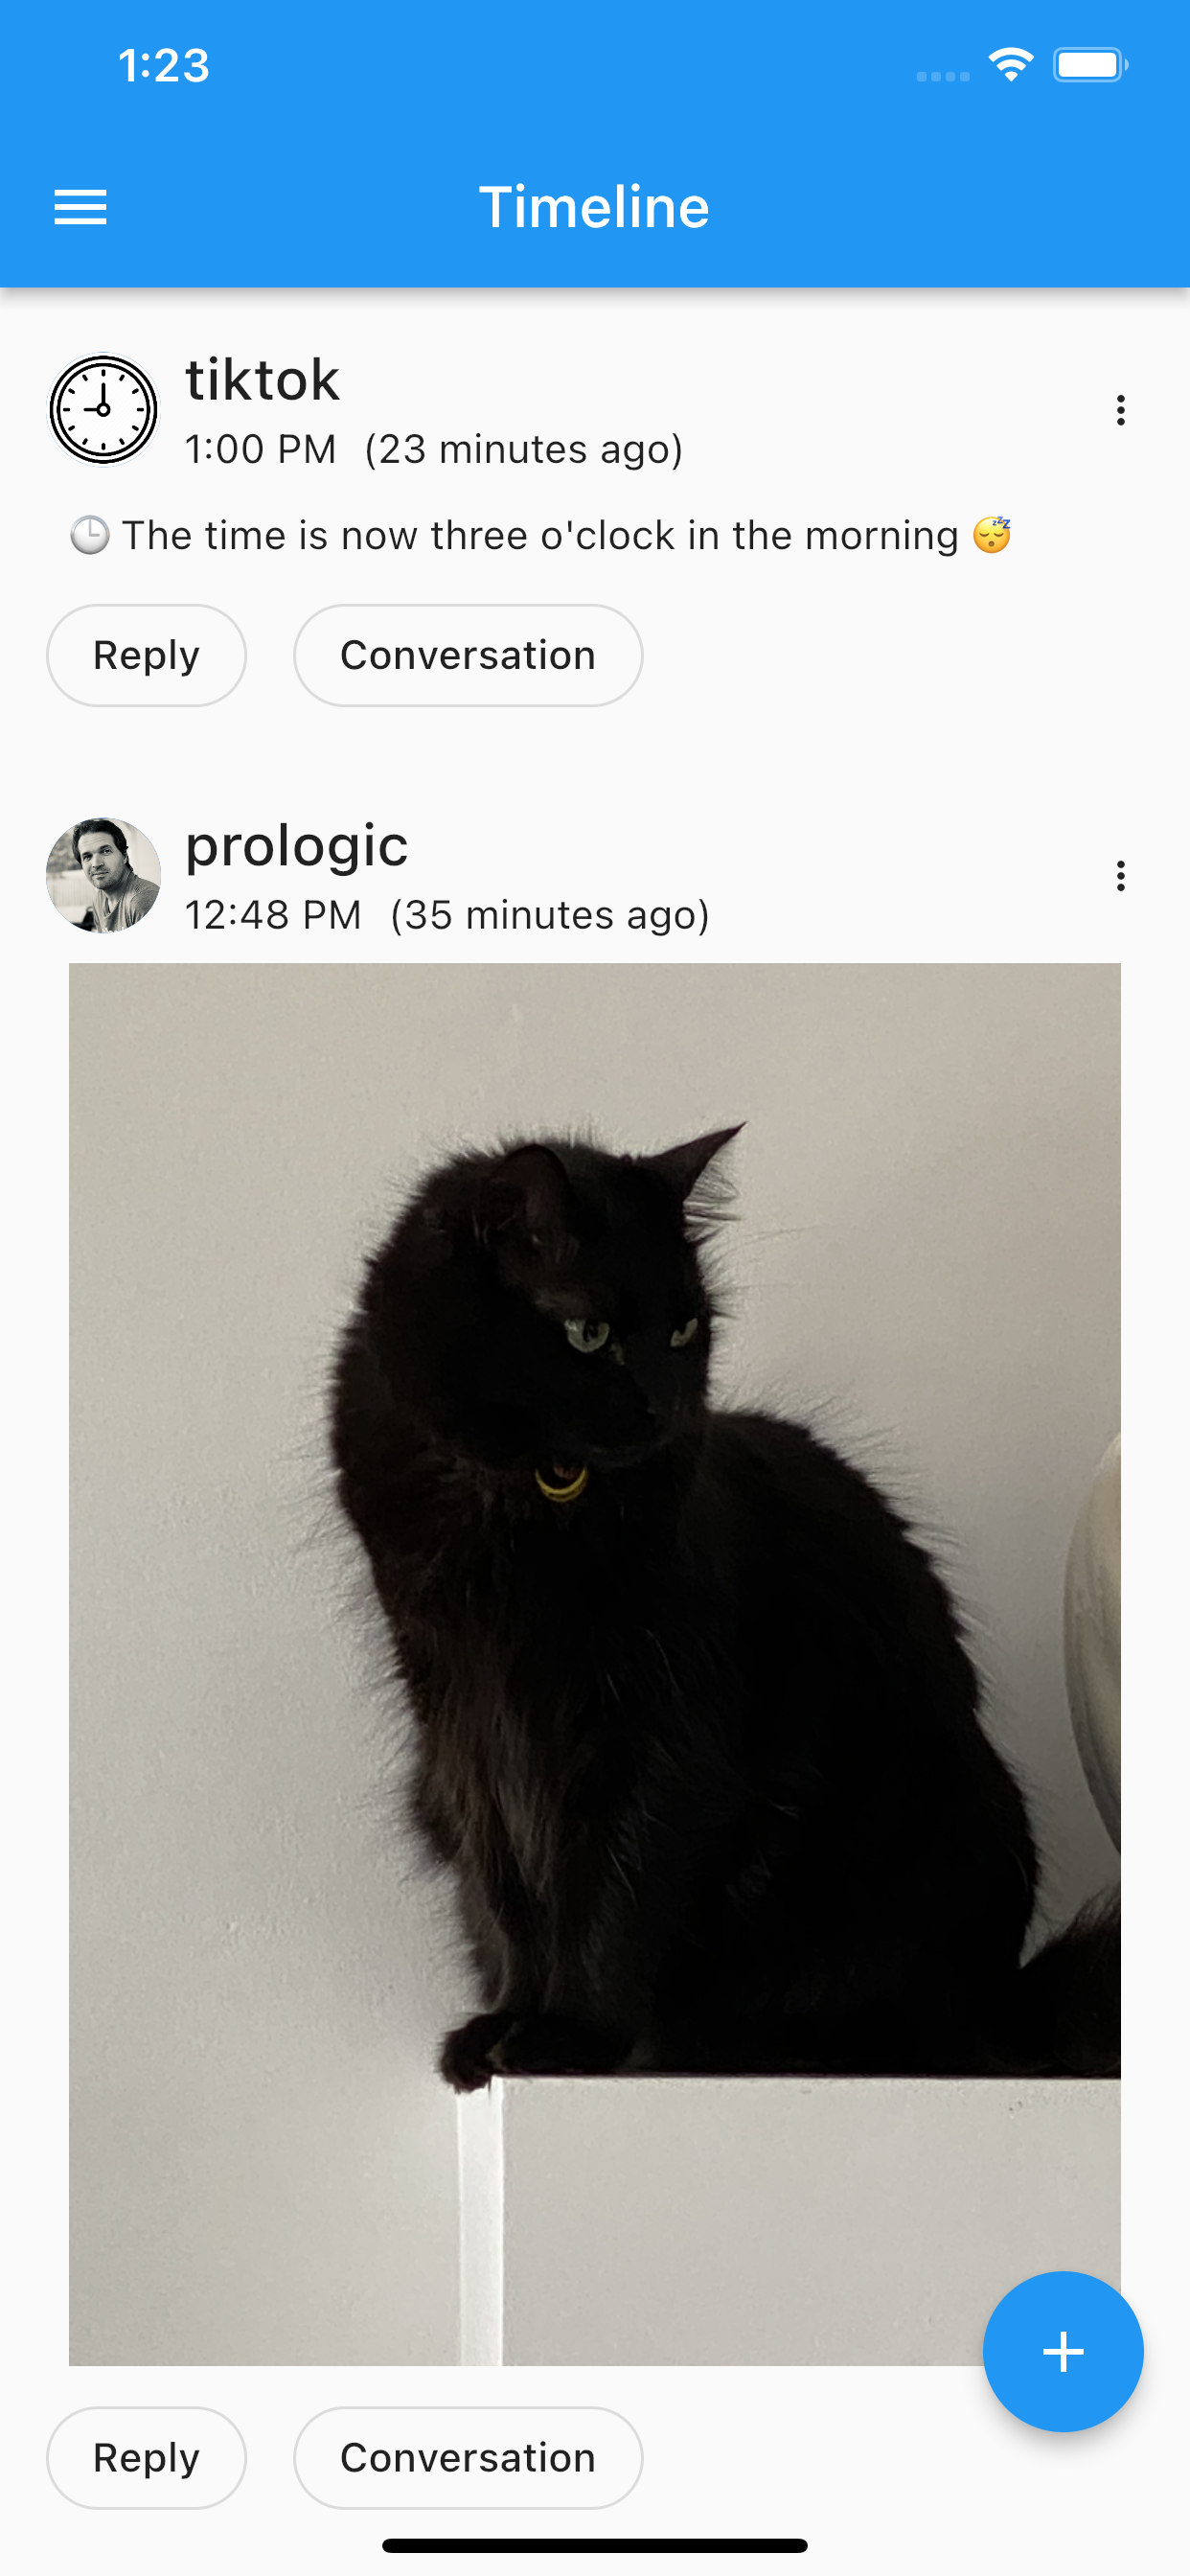 1:23
Timeline
tiktok
1:00 PM (23 minutes ago)
🕒 The time is now three o'clock in the morning 😴
Reply Conversation
prologic
12:48 PM (35 minutes ago)
Reply Conversation